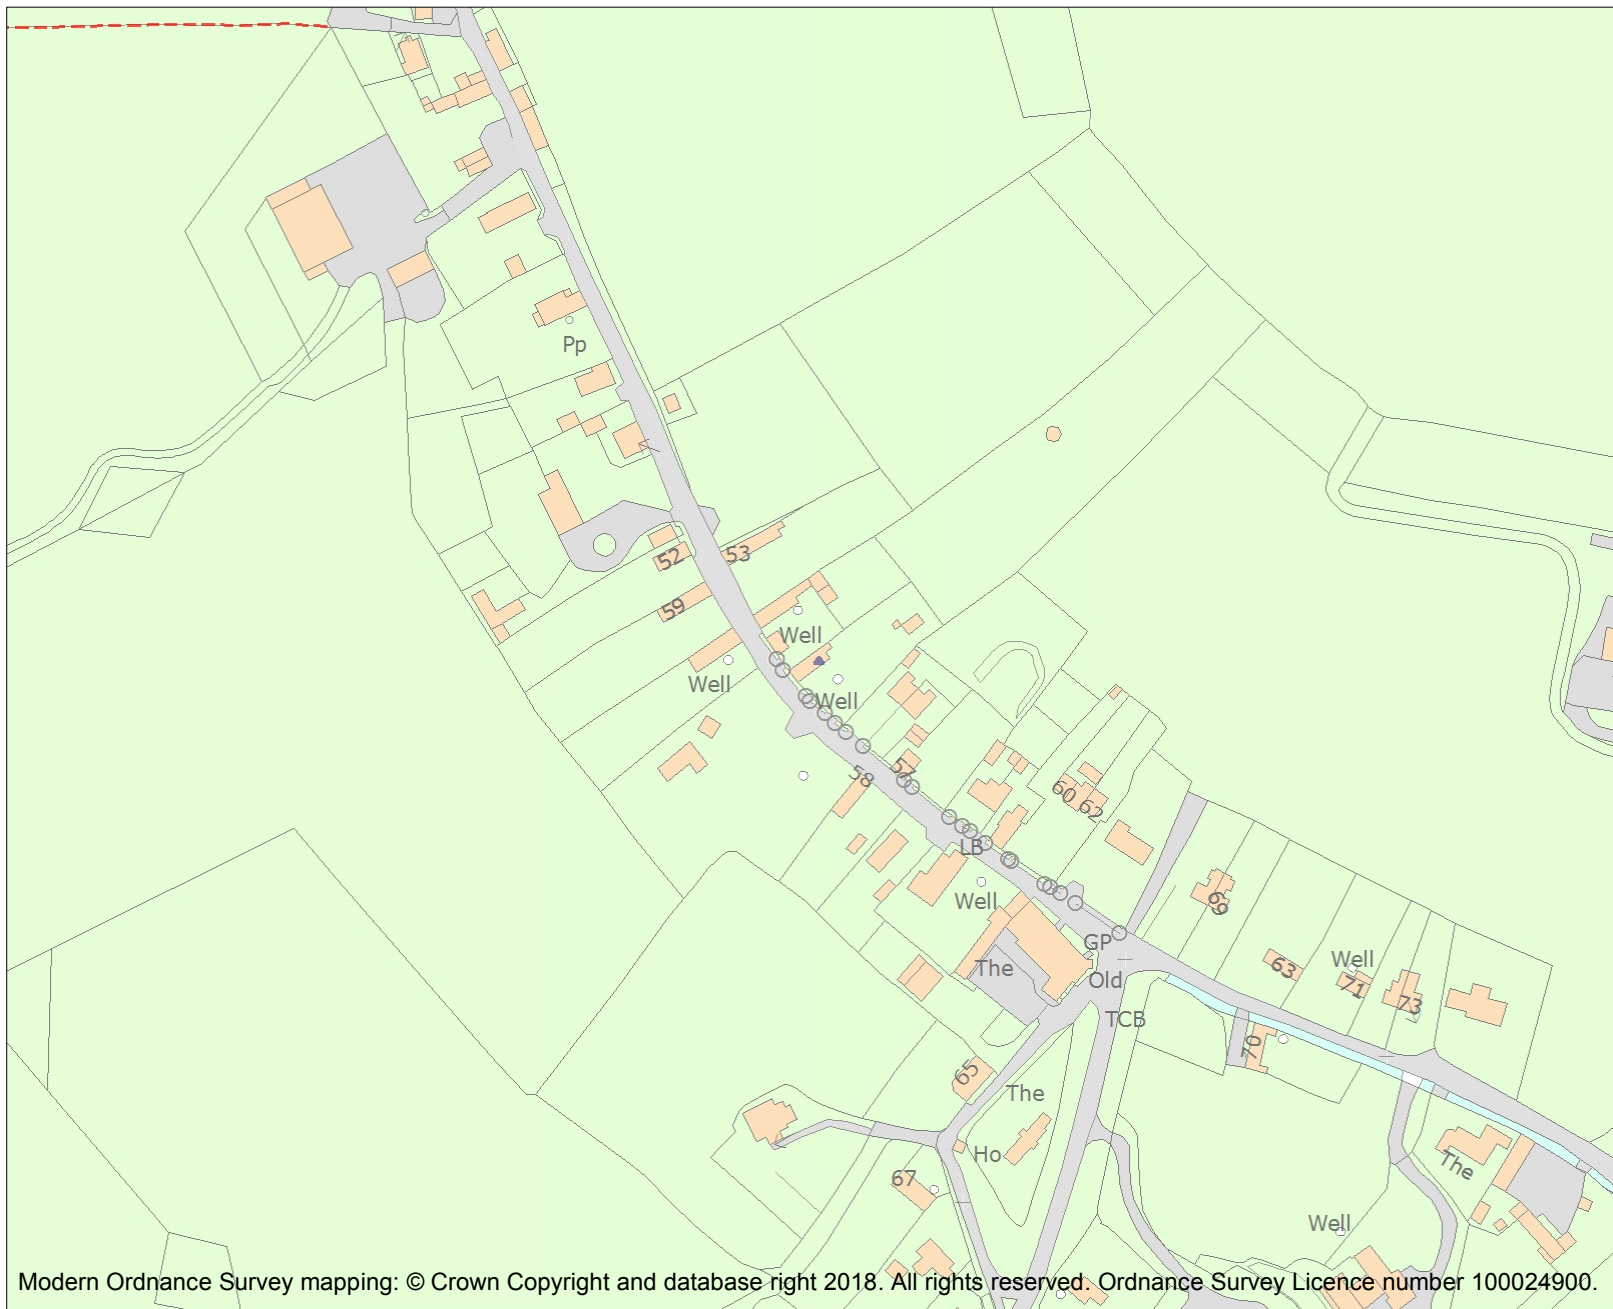 Pp
52
53
59
Well
Well
Well
57
58
60
62
LB
Well
69
GP
The
Old
Well
63
71
73
TCB
70
65
The
Ho
The
67
Well
Modern Ordnance Survey mapping: © Crown Copyright and database right 2018. All rights reserved. Ordnance Survey Licence number 100024900.